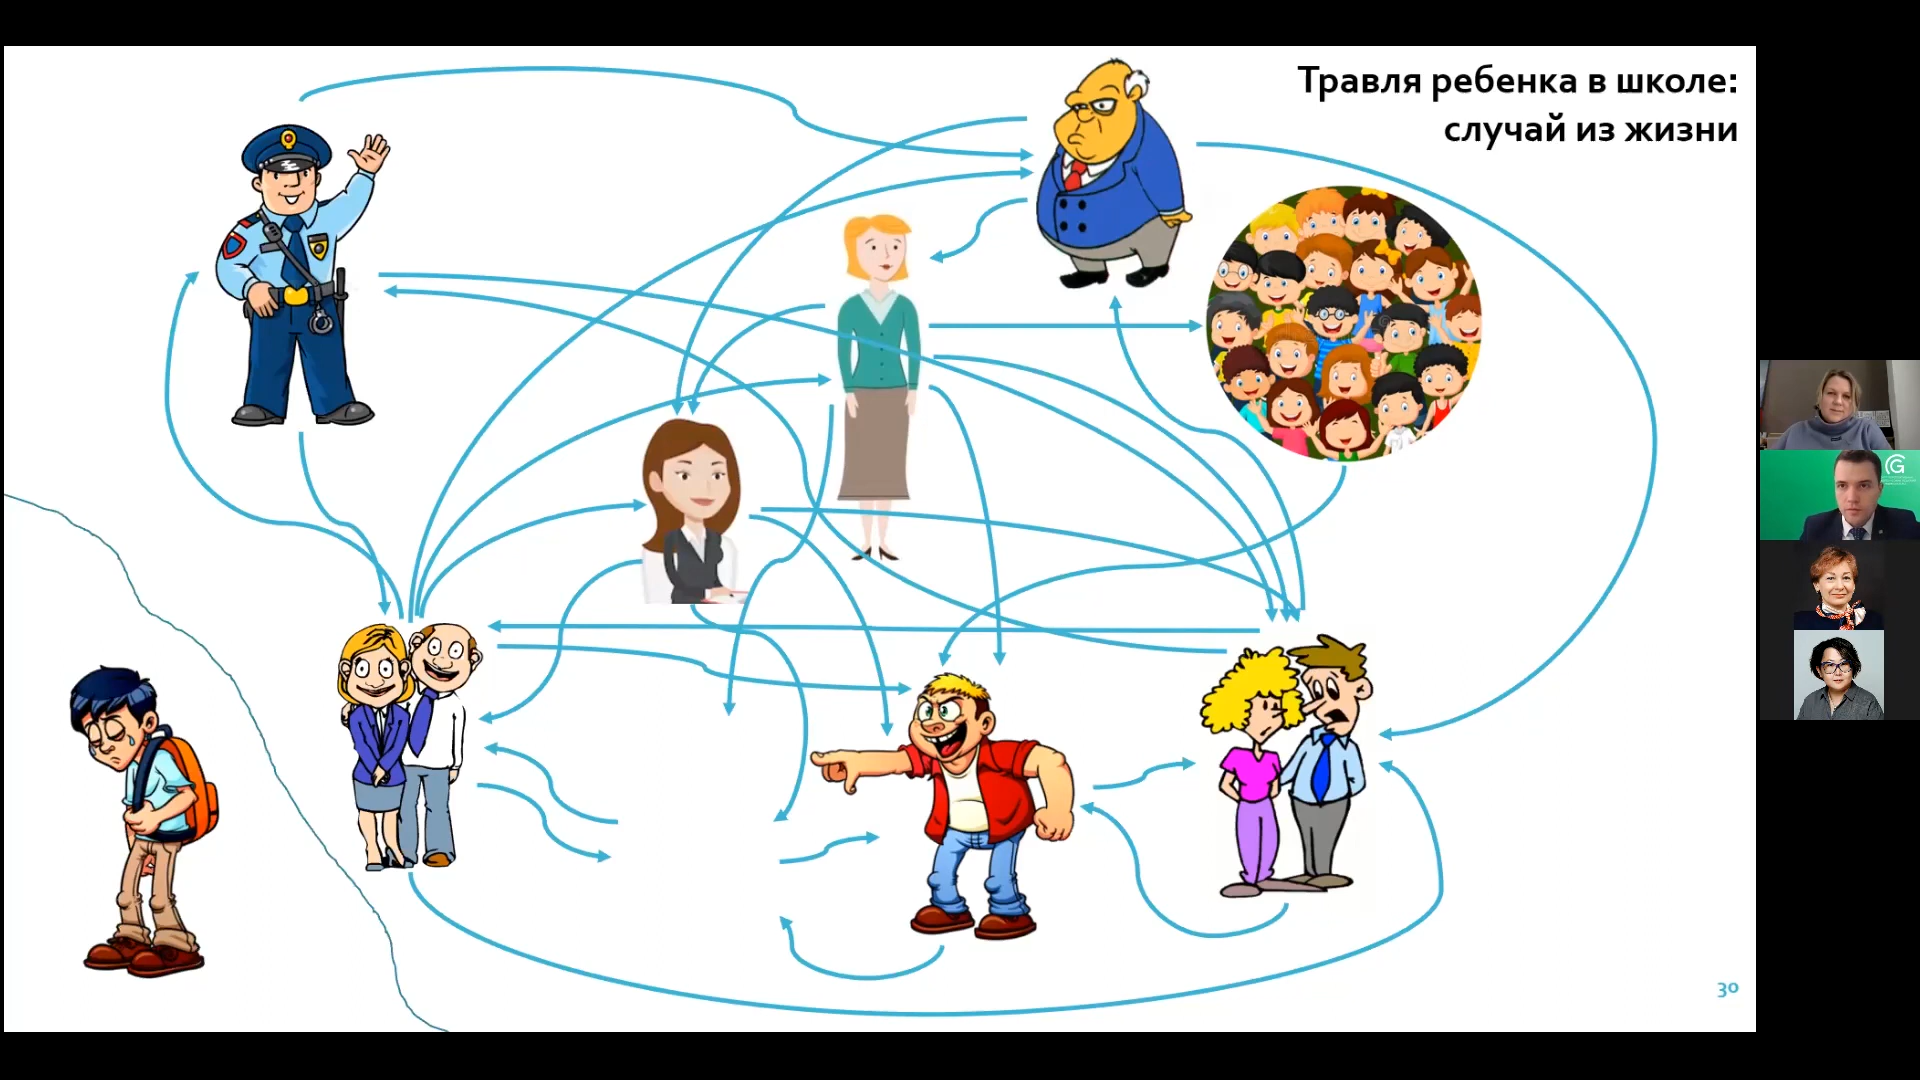 Травля ребенка в школе:
случай из жизни
30